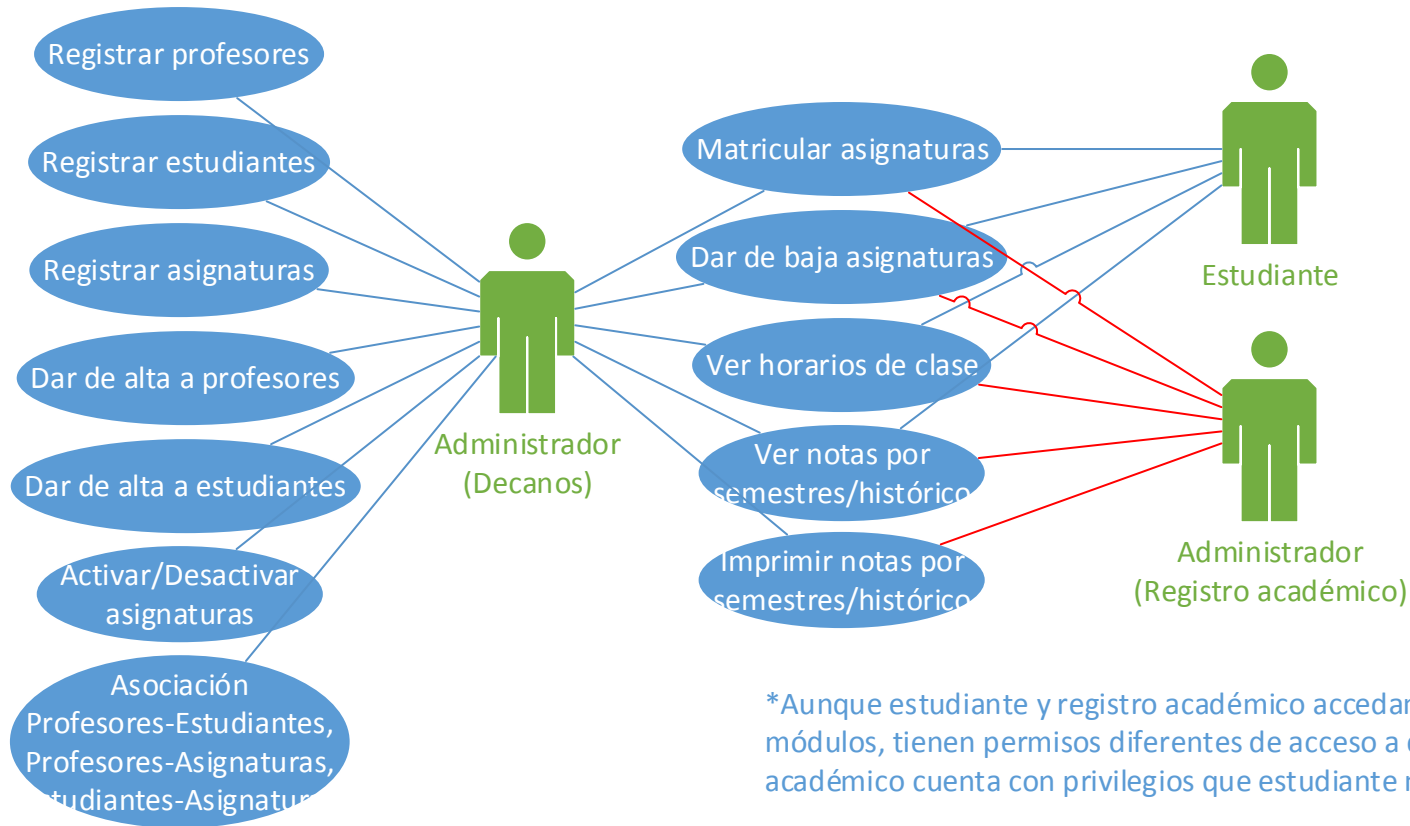 Registrar profesores
Registrar estudiantes
Registrar asignaturas
Dar de alta a profesores
Dar de alta a estudiantes
Activar/Desactivar
asignaturas
Asociación
Profesores-Estudiantes,
Profesores-Asignaturas,
Administrador
(Decanos)
Matricular asignaturas
Dar de baja asignaturas
Ver horarios de clase
Ver notas por
semestres/histórico
Imprimir notas por
semestres/histórico
Estudiante
Administrador
(Registro académico)
*Aunque estudiante y registro académico
módulos, tienen permisos diferentes de acceso a
académico cuenta con privilegios que estudiante